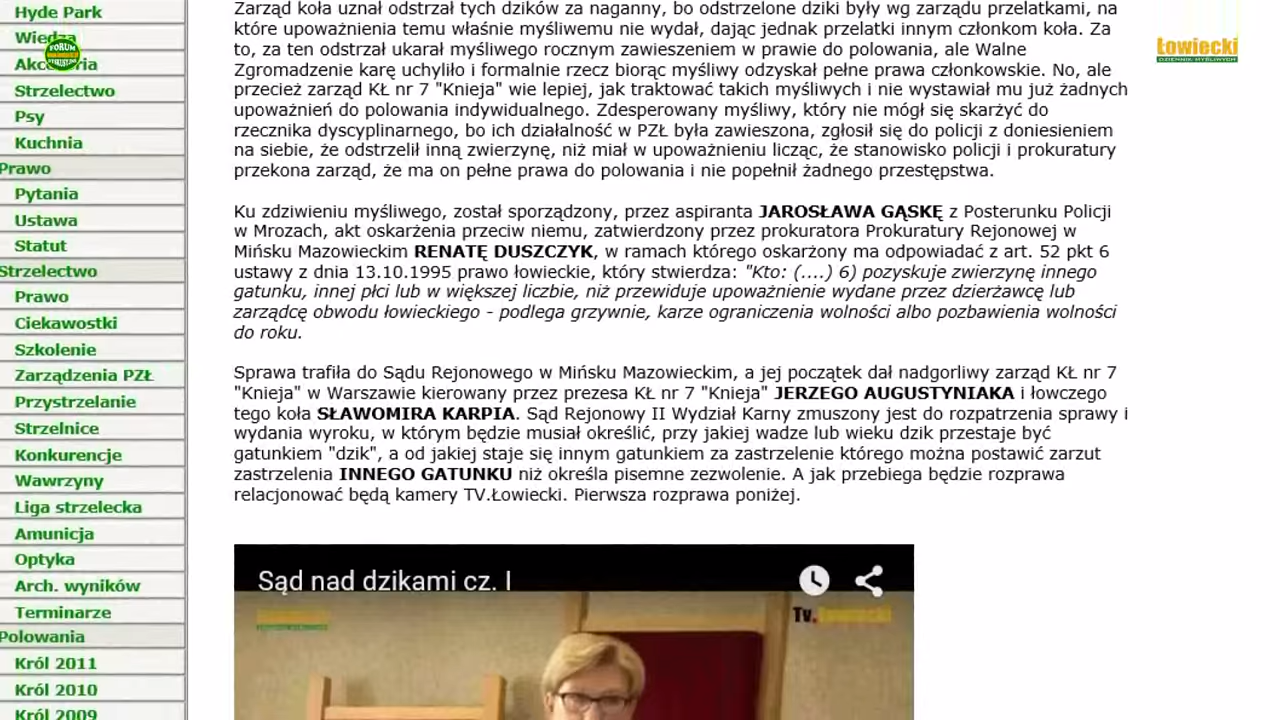 Hyde Park
Wiedza
Strzelectwo
Psy
Kuchnia
Prawo
Pytania
Ustawa
Statut
Strzelectwo
Prawo
Ciekawostki
Szkolenie
Zarządzenia PZŁ
Przystrzelanie
Strzelnice
Konkurencje
Wawrzyny
Liga strzelecka
Amunicja
Optyka
Arch. wyników
Terminarze
Polowania
Król 2011
Król 2010
Król 2009
FORUM
Zarząd koła uznał odstrzał tych dzików za naganny, bo odstrzelone dziki były wg zarządu przelatkami, na
które upoważnienia temu właśnie myśliwemu nie wydał, dając jednak przelatki innym członkom koła. Za
to, za ten odstrzał ukarał myśliwego rocznym zawieszeniem w prawie do polowania, ale Walne
Zgromadzenie karę uchyliło i formalnie rzecz biorąc myśliwy odzyskał pełne prawa członkowskie. No, ale
przecież zarząd KŁ nr 7 "Knieja" wie lepiej, jak traktować takich myśliwych i nie wystawiał mu już żadnych
upoważnień do polowania indywidualnego. Zdesperowany myśliwy, który nie mógł się skarżyć do
rzecznika dyscyplinarnego, bo ich działalność w PZŁ była zawieszona, zgłosił się do policji z doniesieniem
na siebie, że odstrzelił inną zwierzynę, niż miał w upoważnieniu licząc, że stanowisko policji i prokuratury
przekona zarząd, że ma on pełne prawa do polowania i nie popełnił żadnego przestępstwa.
Ku zdziwieniu myśliwego, został sporządzony, przez aspiranta JAROSŁAWA GĄSKĘ z Posterunku Policji
w Mrozach, akt oskarżenia przeciw niemu, zatwierdzony przez prokuratora Prokuratury Rejonowej w
Mińsku Mazowieckim RENATĘ DUSZCZYK, w ramach którego oskarżony ma odpowiadać z art. 52 pkt 6
ustawy z dnia 13.10.1995 prawo łowieckie, który stwierdza: "Kto: (....) 6) pozyskuje zwierzynę innego
gatunku, innej płci lub w większej liczbie, niż przewiduje upoważnienie wydane przez dzierżawcę lub
zarządcę obwodu łowieckiego - podlega grzywnie, karze ograniczenia wolności albo pozbawienia wolności
do roku.
Sprawa trafiła do Sądu Rejonowego w Mińsku Mazowieckim, a jej początek dał nadgorliwy zarząd KŁ nr 7
"Knieja" w Warszawie kierowany przez prezesa KŁ nr 7 "Knieja" JERZEGO AUGUSTYNIAKA i łowczego
tego koła SŁAWOMIRA KARPIA. Sąd Rejonowy II Wydział Karny zmuszony jest do rozpatrzenia sprawy i
wydania wyroku, w którym będzie musiał określić, przy jakiej wadze lub wieku dzik przestaje być
gatunkiem "dzik", a od jakiej staje się innym gatunkiem za zastrzelenie którego można postawić zarzut
zastrzelenia INNEGO GATUNKU niż określa pisemne zezwolenie. A jak przebiega będzie rozprawa
relacjonować będą kamery TV.Łowiecki. Pierwsza rozprawa poniżej.
Sąd nad dzikami cz. I
Tv.Łowiecki
Łowiecki
DZIENNIK MYŚLIWYCH